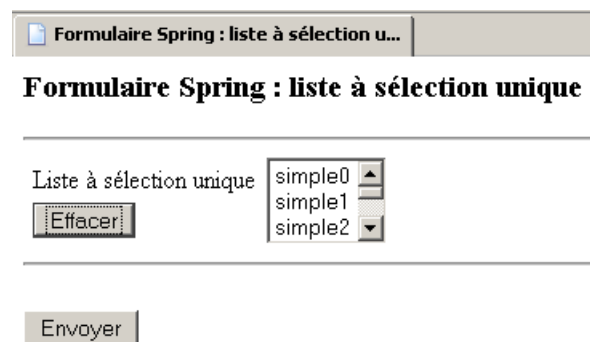 Formulaire Spring : liste à sélection u...
Formulaire Spring : liste à sélection unique
Liste à sélection unique
Effacer
simple0
simple1
simple2
Envoyer